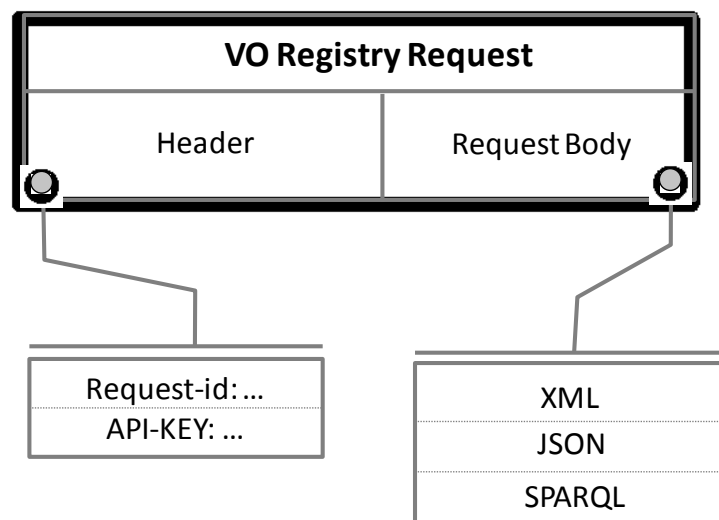 VO Registry Request
Header
Request Body
Request-id: ...
API-KEY: ...
XML
JSON
SPARQL